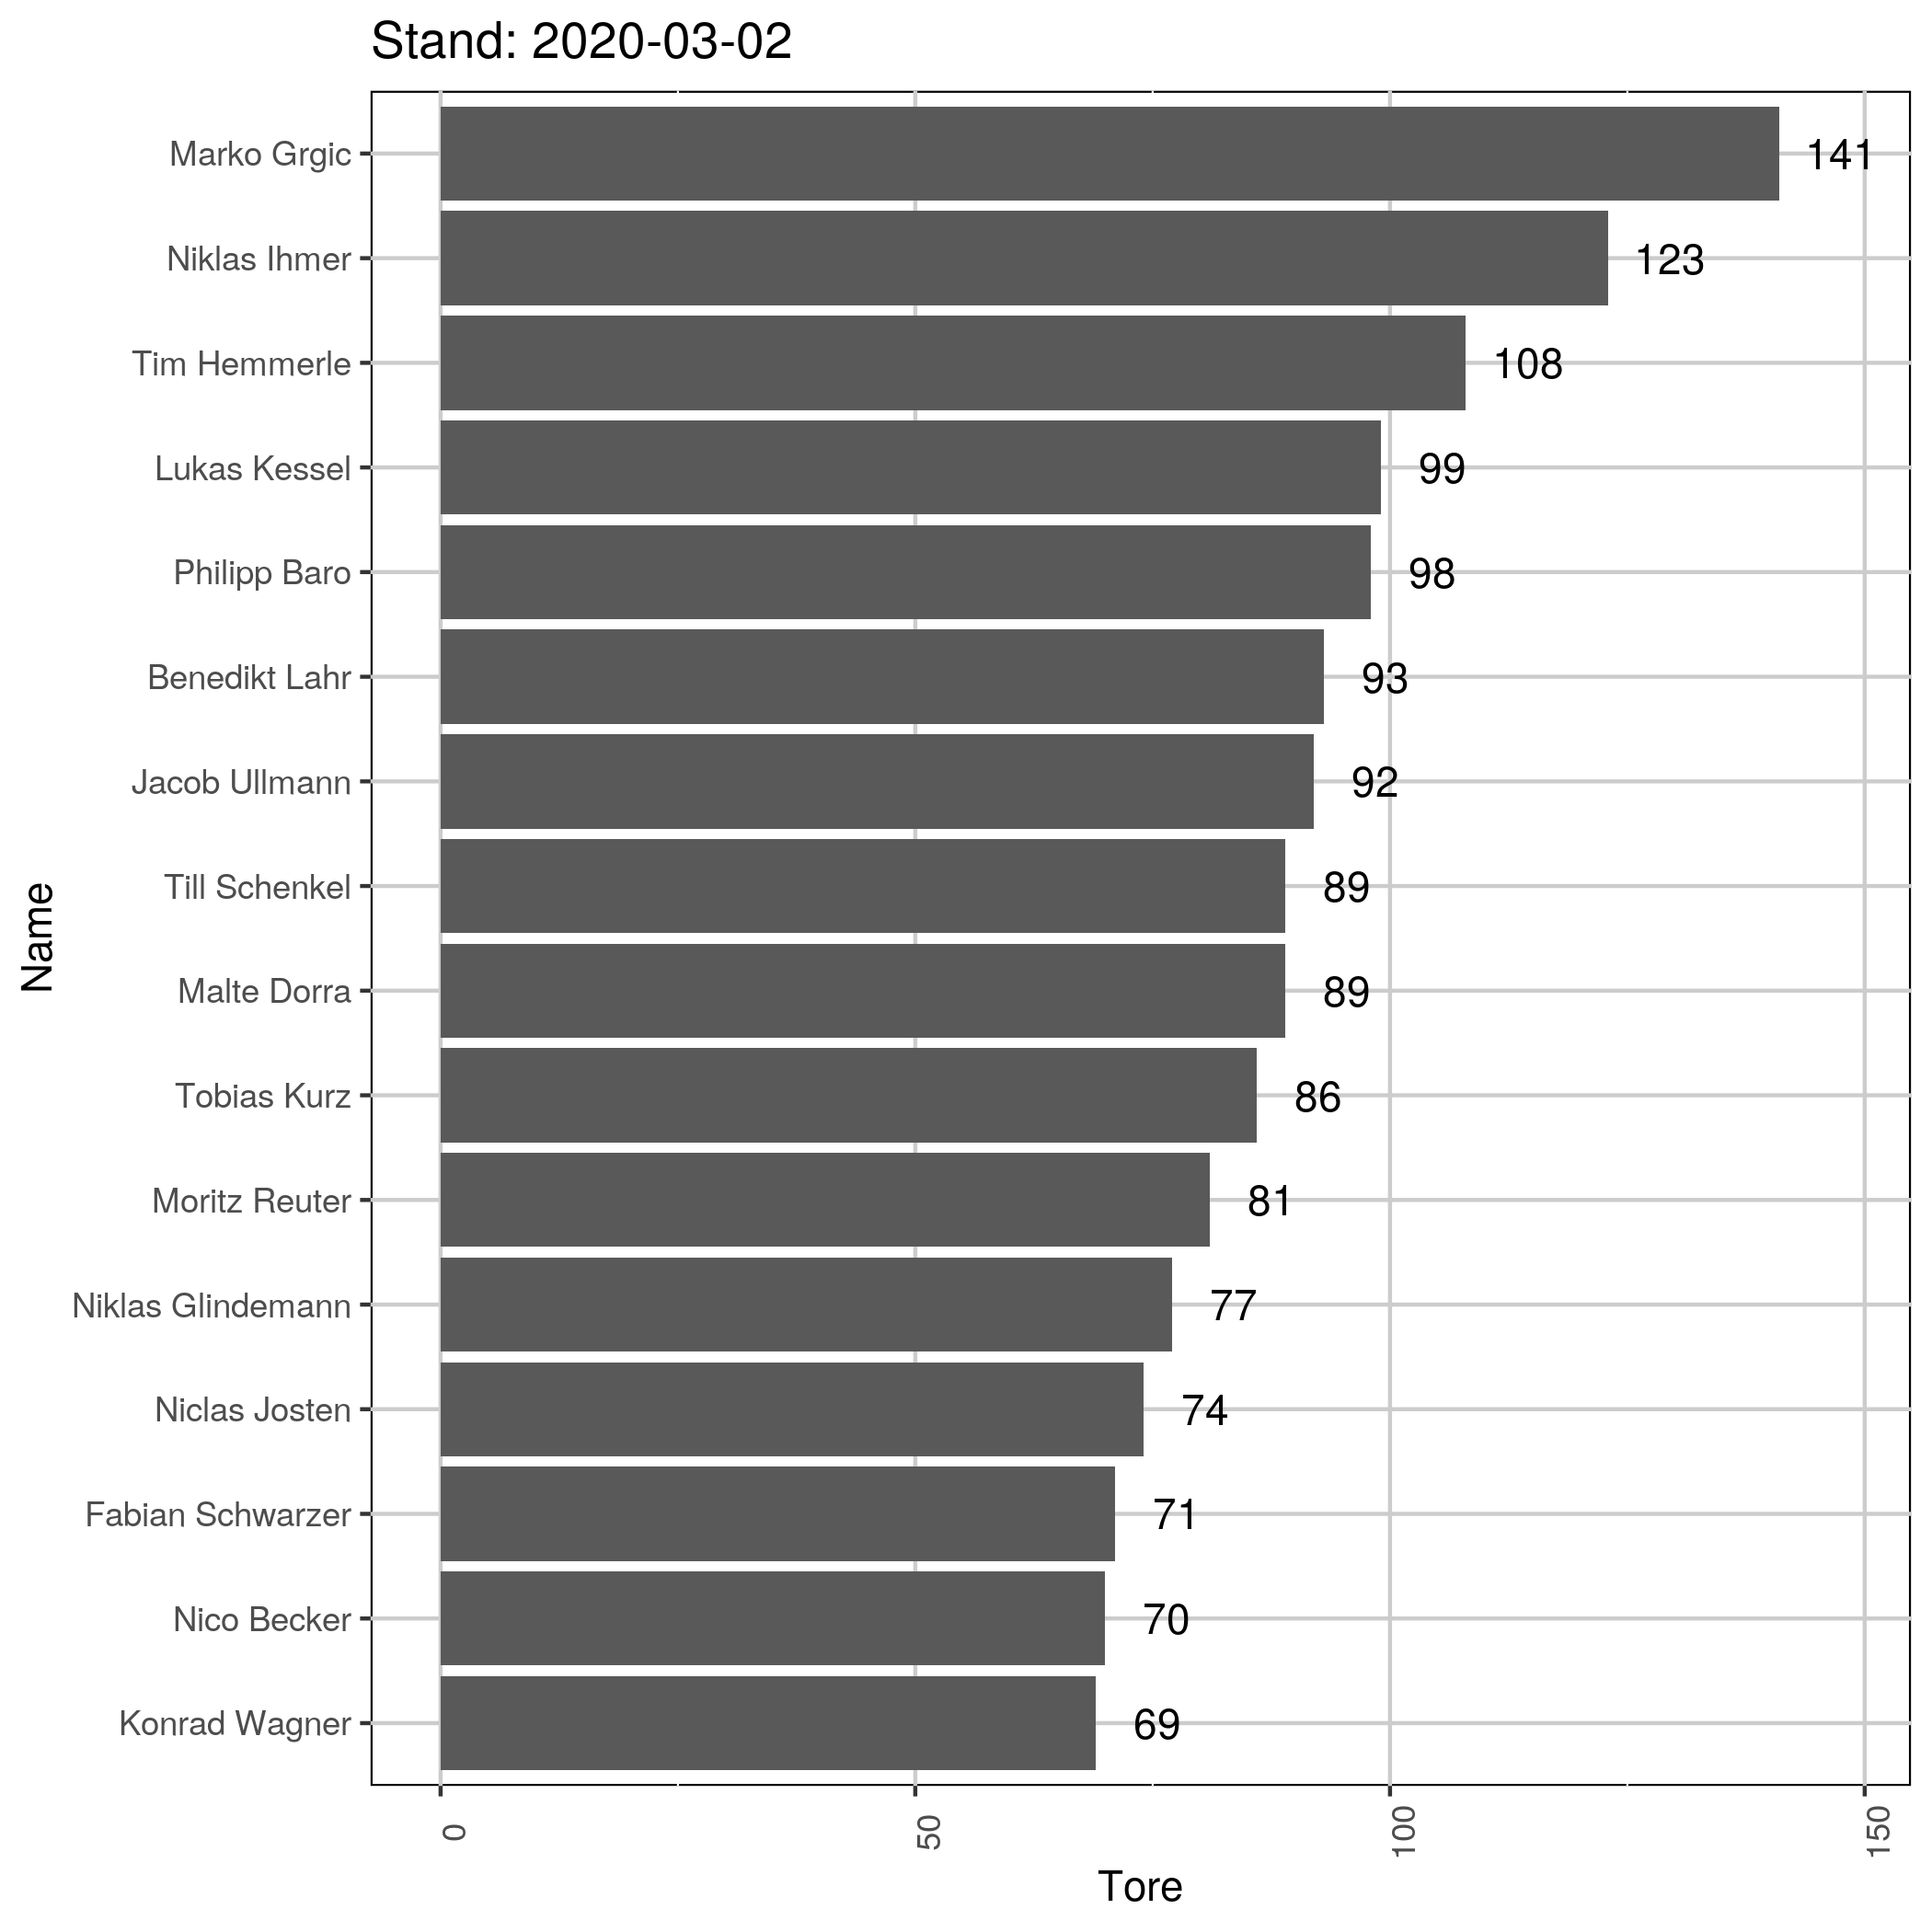 Stand: 2020-03-02
Marko Grgic 141
Niklas Ihmer 123
Tim Hemmerle 108
Lukas Kessel 99
Philipp Baro 98
Benedikt Lahr 93
Jacob Ullmann 92
Till Schenkel 89
Malte Dorra 89
Tobias Kurz 86
Moritz Reuter 81
Niklas Glindemann 77
Niclas Josten 74
Fabian Schwarzer 71
Nico Becker 70
Konrad Wagner 69
Name
0 50 100 150
Tore